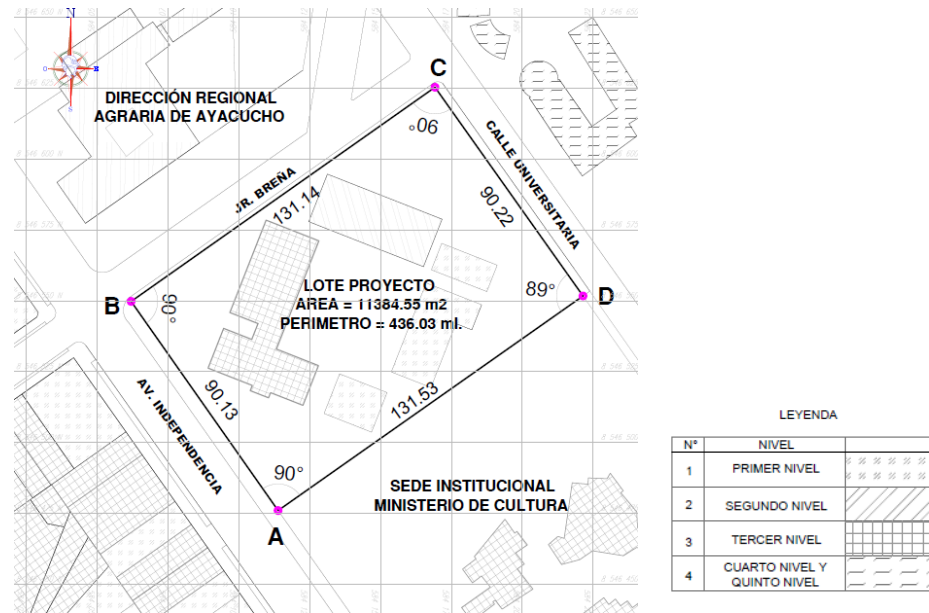 N
DIRECCIÓN REGIONAL
AGRARIA DE AYACUCHO
C
90°
CALLE UNIVERSITARIA
JR. BREÑA
131.14
90.22
LOTE PROYECTO
AREA = 11384.55 m2
PERIMETRO = 436.03 ml.
89°
D
B
90°
AV. INDEPENDENCIA
90.13
131.53
90°
A
SEDE INSTITUCIONAL
MINISTERIO DE CULTURA
LEYENDA
N° NIVEL
1 PRIMER NIVEL
2 SEGUNDO NIVEL
3 TERCER NIVEL
4 CUARTO NIVEL Y
QUINTO NIVEL